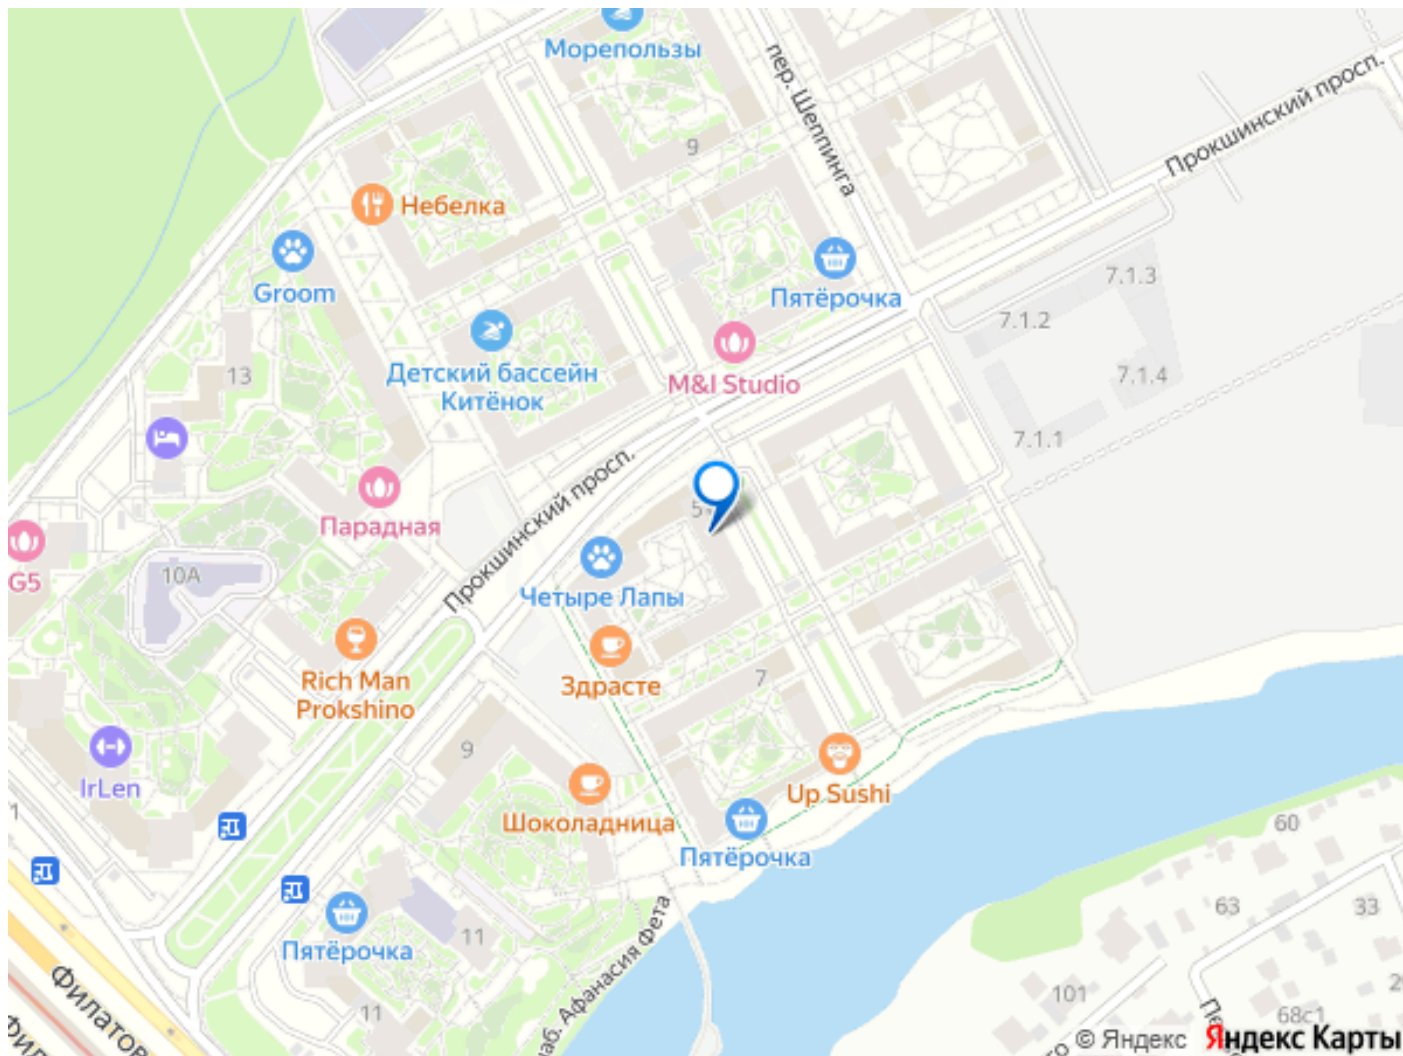 Морепользы
пер. Шеппинга
Прокшинский просп.
9
Небелка
Groom
Пятёрочка
7.1.3
7.1.2
M&I Studio
Детский бассейн
Китёнок
13
7.1.4
7.1.1
Прокшинский просп.
Парадная
5
G5
10А
Четыре Лапы
Rich Man
Prokshino
Здрасте
7
9
IrLen
Up Sushi
Шоколадница
1
60
Пятёрочка
63
33
Пятёрочка
11
11
наб. Афанасия Фета
101
68с1
© Яндекс Яндекс Карты